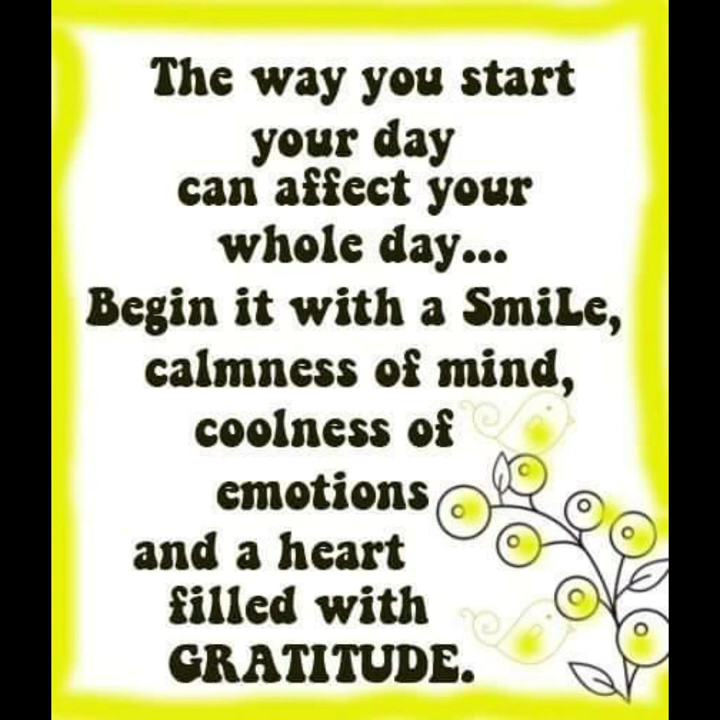 The way you start
your day
can affect your
whole day...
Begin it with a SmiLe,
calmness of mind,
coolness of
emotions
and a heart
filled with
GRATITUDE.